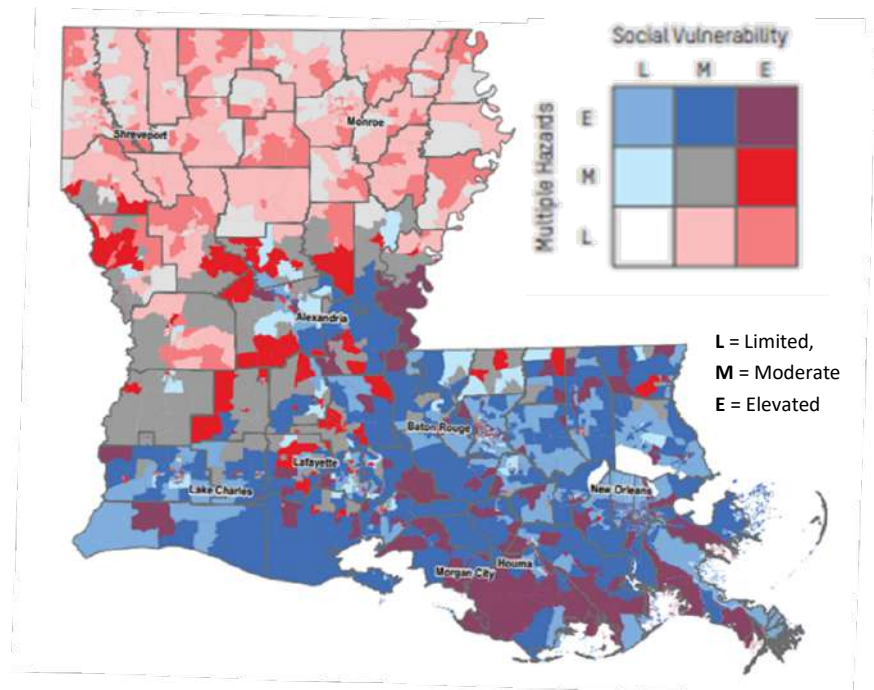 Social Vulnerability
L M E
Multiple Hazards
E
M
L
L = Limited,
M = Moderate
E = Elevated
Shreveport
Monroe
Alexandria
Baton Rouge
Lafayette
Lake Charles
New Orleans
Houma
Morgan City